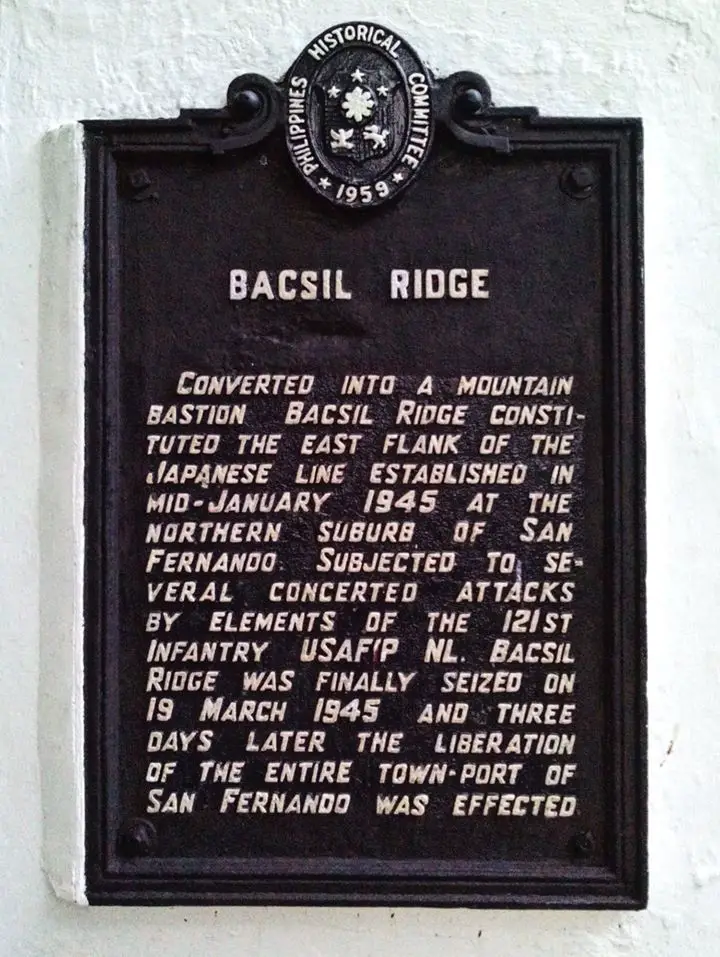 PHILIPPINES HISTORICAL COMMITTEE
1959
BACSIL RIDGE
CONVERTED INTO A MOUNTAIN
BASTION BACSIL RIDGE CONSTI-
TUTED THE EAST FLANK OF THE
JAPANESE LINE ESTABLISHED IN
MID-JANUARY 1945 AT THE
NORTHERN SUBURB OF SAN
FERNANDO. SUBJECTED TO SE-
VERAL CONCERTED ATTACKS
BY ELEMENTS OF THE 121ST
INFANTRY USAFIP NL. BACSIL
RIDGE WAS FINALLY SEIZED ON
19 MARCH 1945 AND THREE
DAYS LATER THE LIBERATION
OF THE ENTIRE TOWN-PORT OF
SAN FERNANDO WAS EFFECTED